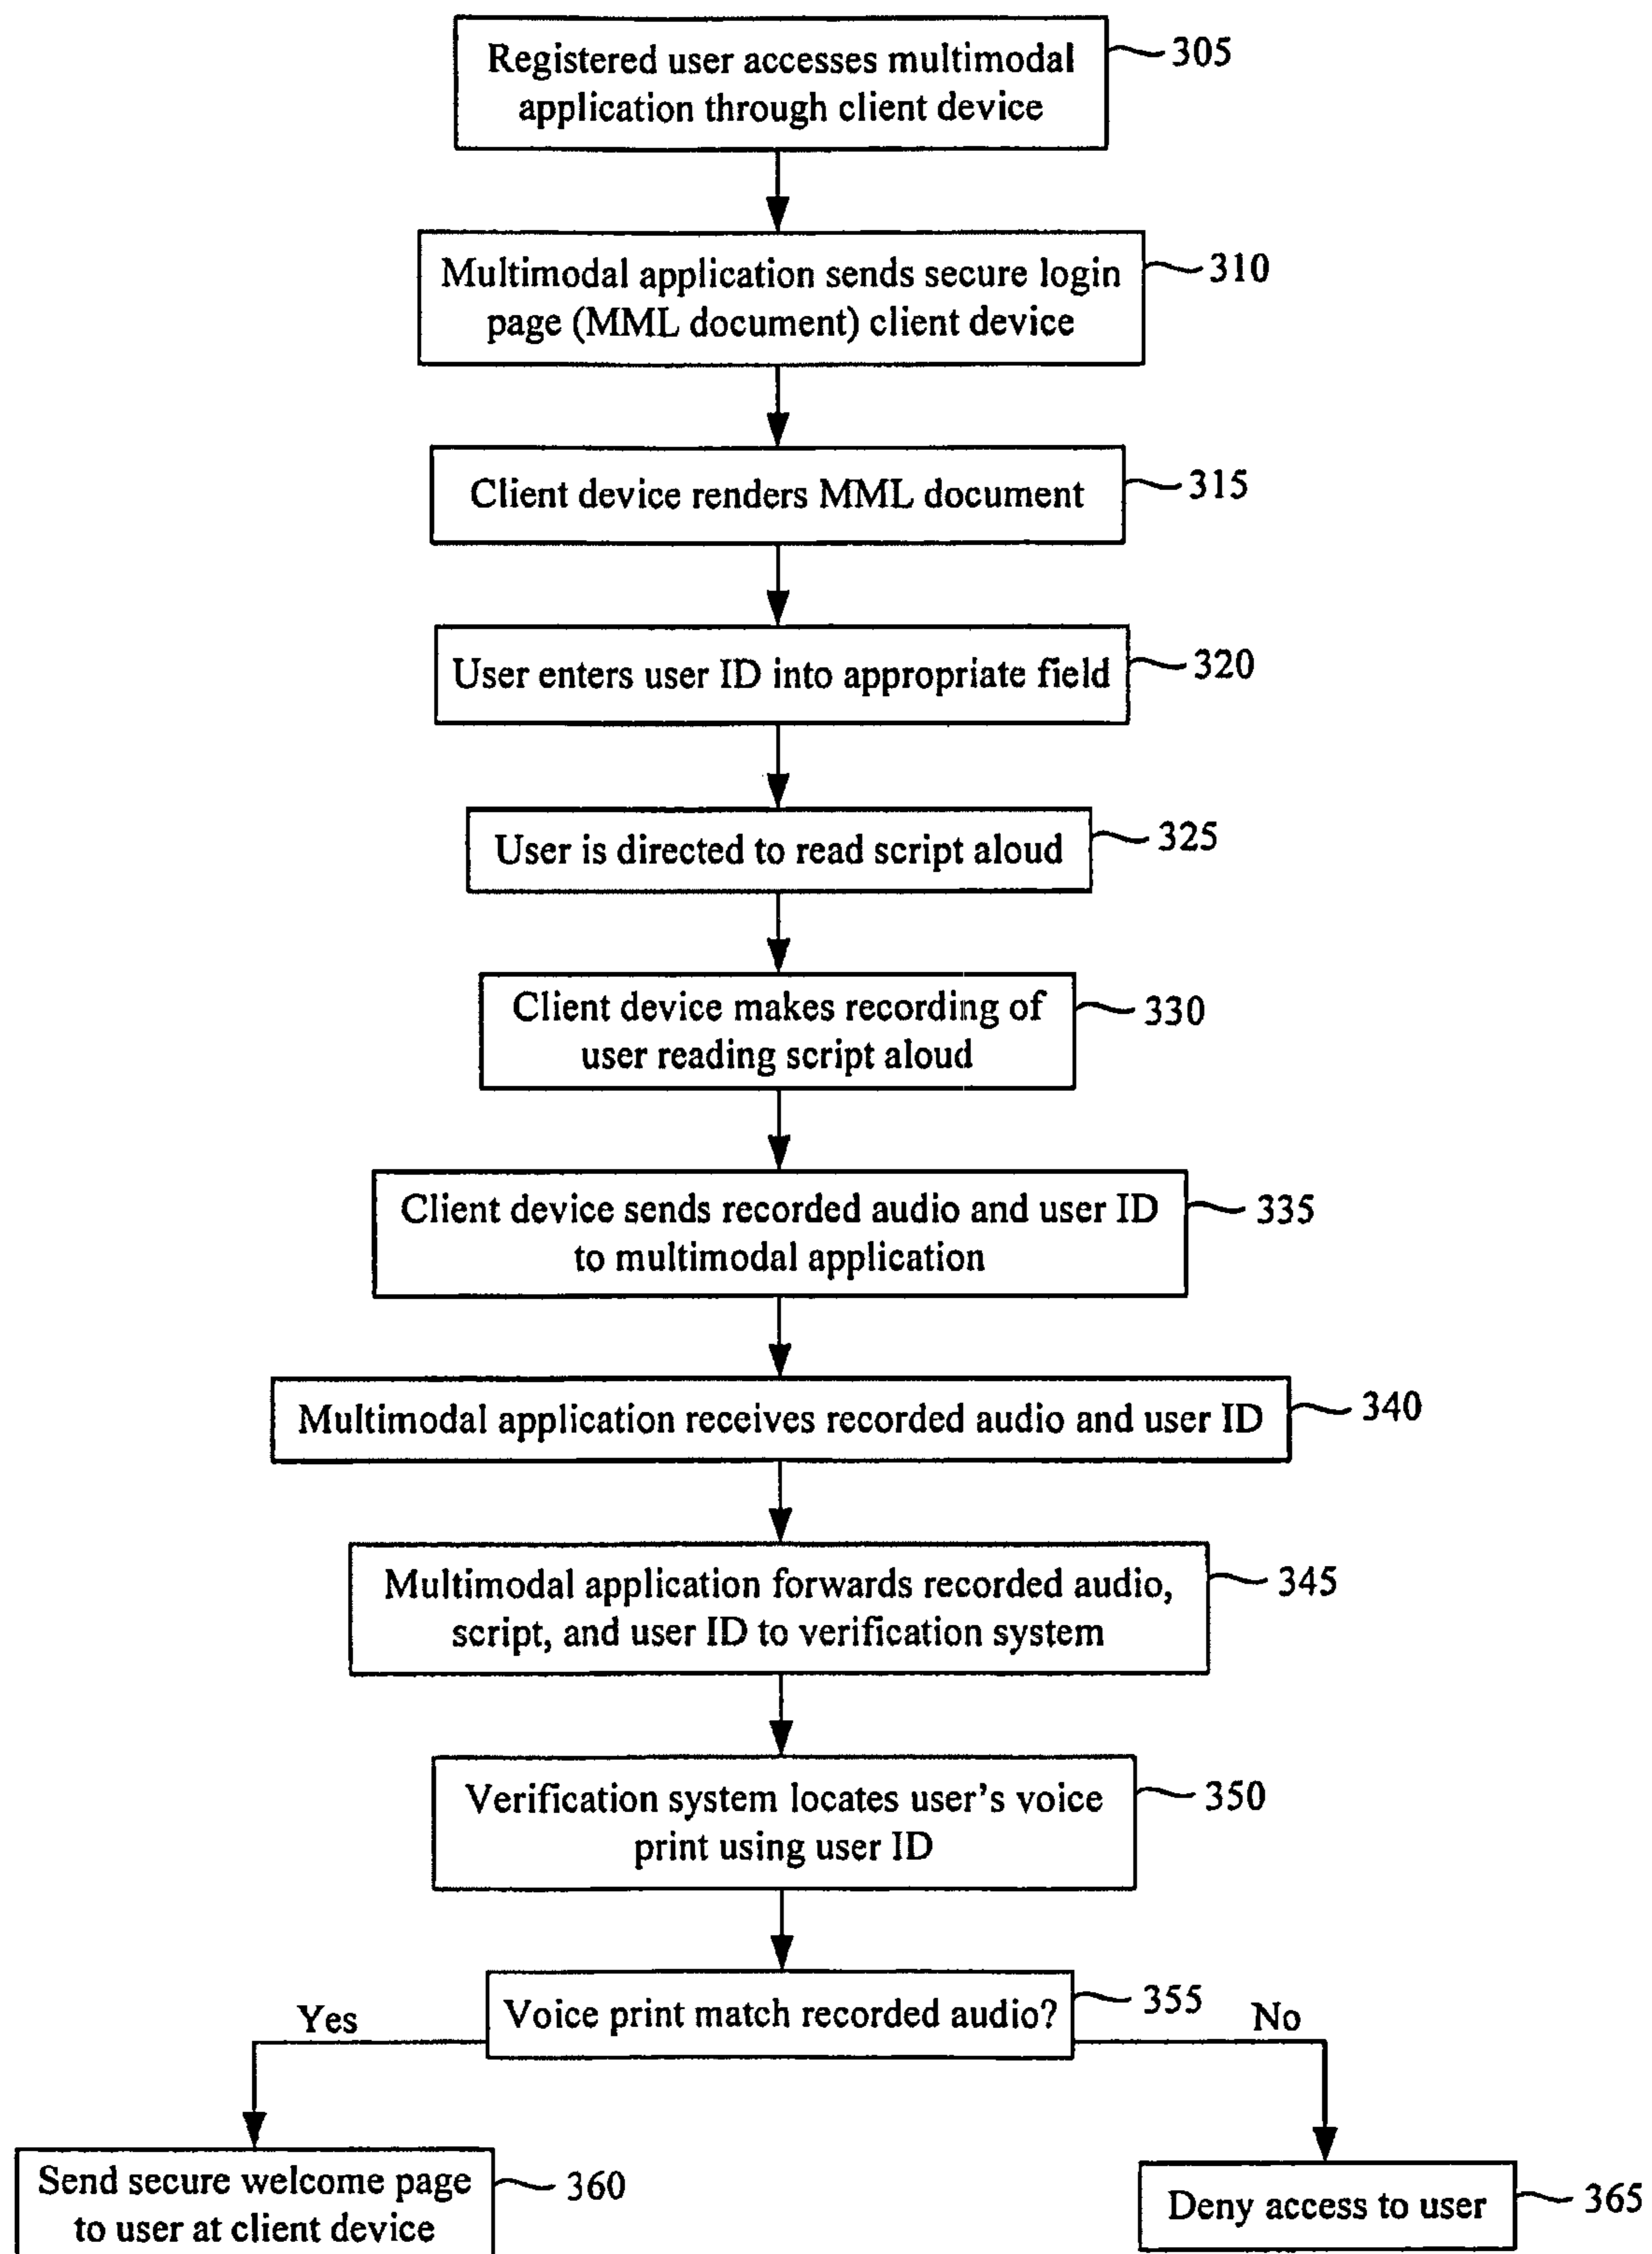 Registered user accesses multimodal
application through client device
305
Multimodal application sends secure login
page (MML document) client device
310
Client device renders MML document
315
User enters user ID into appropriate field
320
User is directed to read script aloud
325
Client device makes recording of
user reading script aloud
330
Client device sends recorded audio and user ID
to multimodal application
335
Multimodal application receives recorded audio and user ID
340
Multimodal application forwards recorded audio,
script, and user ID to verification system
345
Verification system locates user's voice
print using user ID
350
Voice print match recorded audio?
355
Yes
No
Send secure welcome page
to user at client device
360
Deny access to user
365